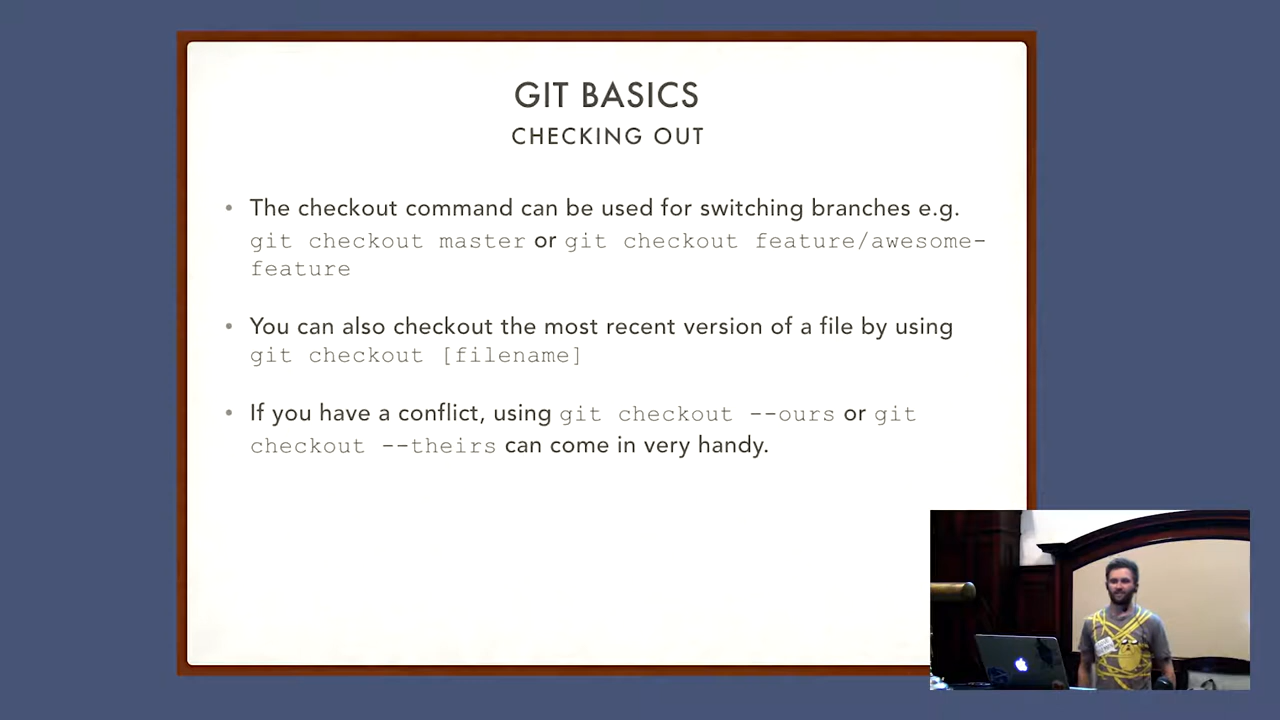 GIT BASICS
CHECKING OUT
• The checkout command can be used for switching branches e.g.
git checkout master or git checkout feature/awesome-
feature
• You can also checkout the most recent version of a file by using
git checkout [filename]
• If you have a conflict, using git checkout --ours or git
checkout --theirs can come in very handy.